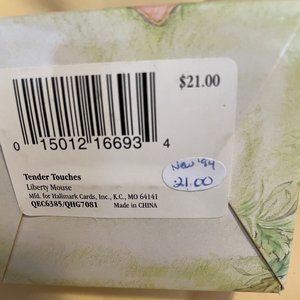 $21.00
0 15012 16693 4
Tender Touches
Liberty Mouse
Mfd. for Hallmark Cards, Inc., K.C., MO 64141
QEC6385/QHG7081 Made in CHINA
New '94
21.00